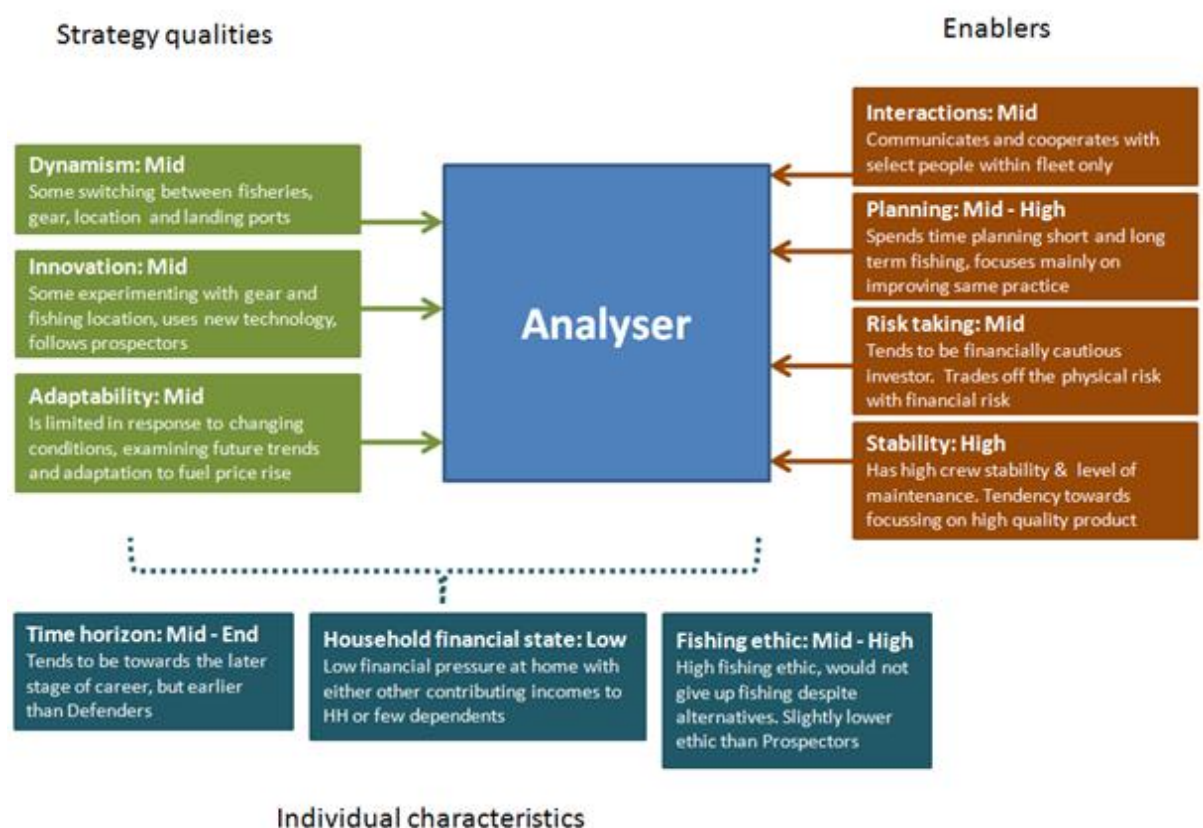 Strategy qualities
Enablers
Dynamism: Mid
Some switching between fisheries,
gear, location and landing ports
Innovation: Mid
Some experimenting with gear and
fishing location, uses new technology,
follows prospectors
Adaptability: Mid
Is limited in response to changing
conditions, examining future trends
and adaptation to fuel price rise
Analyser
Interactions: Mid
Communicates and cooperates with
select people within fleet only
Planning: Mid - High
Spends time planning short and long
term fishing, focuses mainly on
improving same practice
Risk taking: Mid
Tends to be financially cautious
investor. Trades off the physical risk
with financial risk
Stability: High
Has high crew stability & level of
maintenance. Tendency towards
focussing on high quality product
Time horizon: Mid - End
Tends to be towards the later
stage of career, but earlier
than Defenders
Household financial state: Low
Low financial pressure at home with
either other contributing incomes to
HH or few dependents
Fishing ethic: Mid - High
High fishing ethic, would not
give up fishing despite
alternatives. Slightly lower
ethic than Prospectors
Individual characteristics